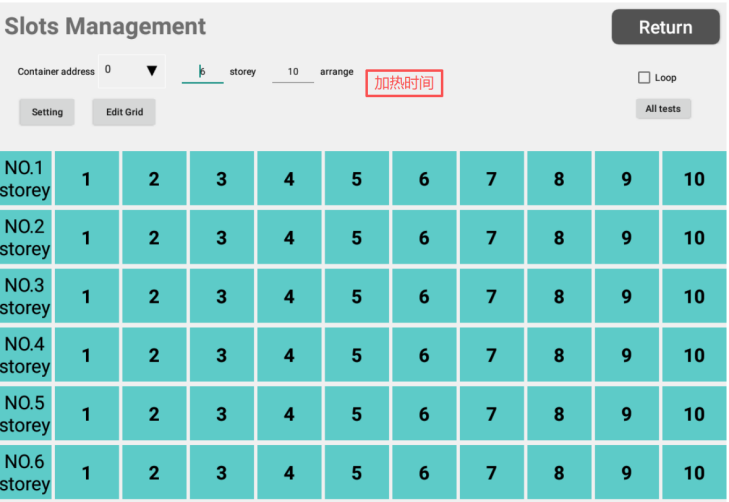 Slots Management
Return
Container address 0 ▼ 6 storey 10 arrange 加热时间
Loop
Setting Edit Grid All tests
NO.1 storey 1 2 3 4 5 6 7 8 9 10
NO.2 storey 1 2 3 4 5 6 7 8 9 10
NO.3 storey 1 2 3 4 5 6 7 8 9 10
NO.4 storey 1 2 3 4 5 6 7 8 9 10
NO.5 storey 1 2 3 4 5 6 7 8 9 10
NO.6 storey 1 2 3 4 5 6 7 8 9 10